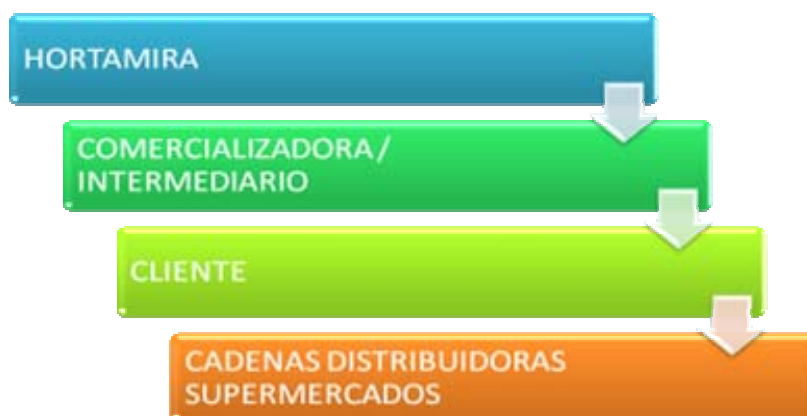 HORTAMIRA
COMERCIALIZADORA/
INTERMEDIARIO
CLIENTE
CADENAS DISTRIBUIDORAS
SUPERMERCADOS